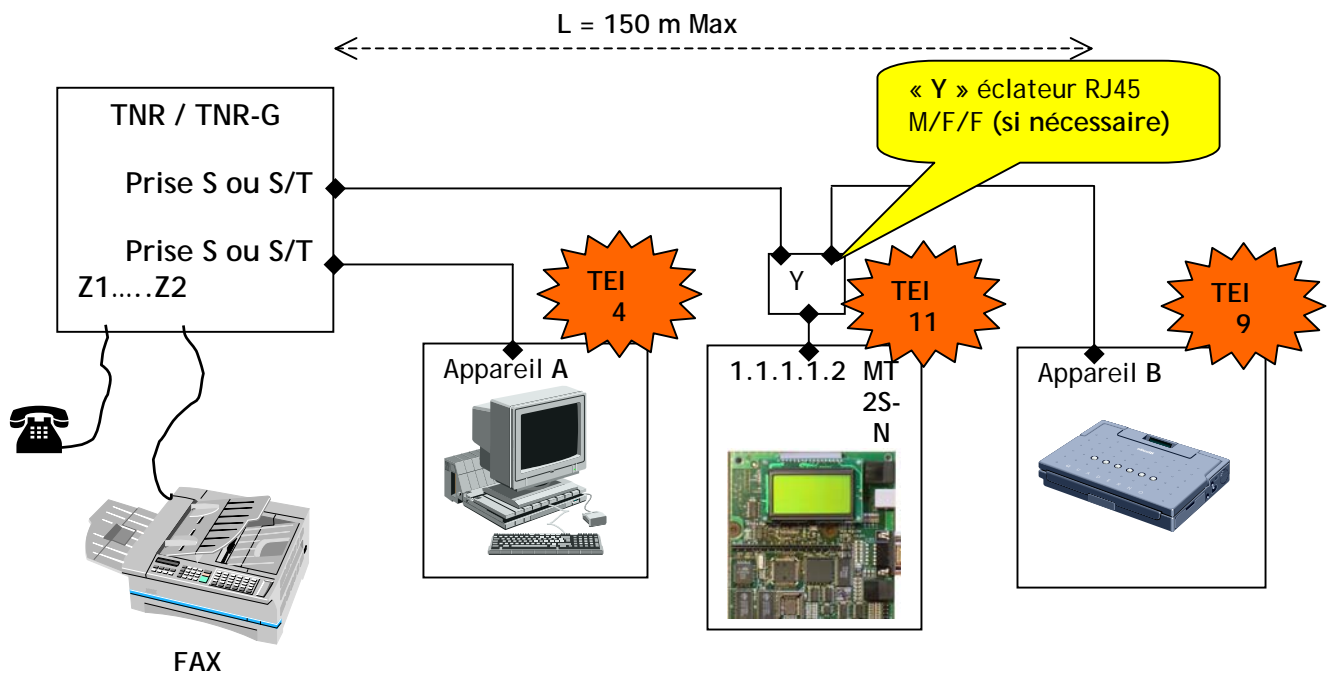 L = 150 m Max
« Y » éclateur RJ45
M/F/F (si nécessaire)
TNR / TNR-G
Prise S ou S/T
Prise S ou S/T
Z1.....Z2
TEI
4
Y
TEI
11
TEI
9
Appareil A
1.1.1.1.2 MT
2S-
N
Appareil B
FAX